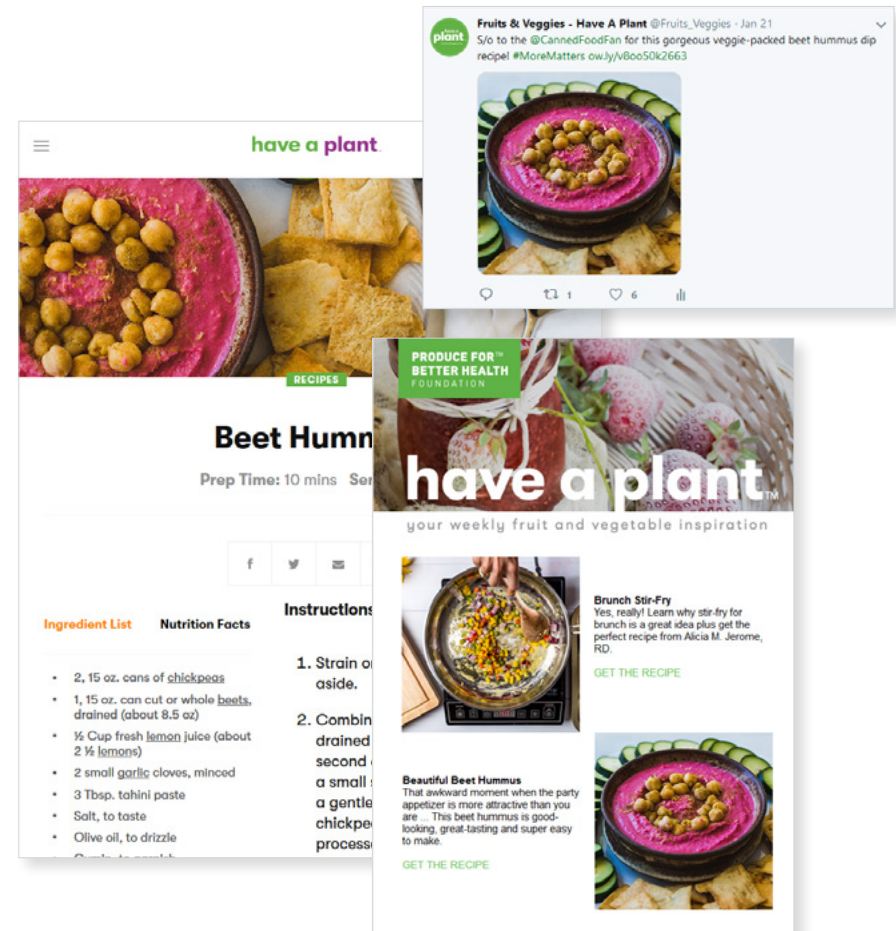 Fruits & Veggies - Have A Plant @Fruits_Veggies · Jan 21
S/o to the @CannedFoodFan for this gorgeous veggie-packed beet hummus dip
recipe! #MoreMatters ow.ly/v8oo50k2663
1
6
have a plant
have a plant
RECIPES
Beet Humm
Prep Time: 10 mins Ser
Ingredient List Nutrition Facts
2, 15 oz. cans of chickpeas
1, 15 oz. can cut or whole beets,
drained (about 8.5 oz)
½ Cup fresh lemon juice (about
2 ½ lemons)
2 small garlic cloves, minced
3 Tbsp. tahini paste
Salt, to taste
Olive oil, to drizzle
Instructions
1. Strain
aside.
2. Combin
drained
second
a small
a gentle
chickpe
process
PRODUCE FOR™
BETTER HEALTH
FOUNDATION
have a plant™
your weekly fruit and vegetable inspiration
Brunch Stir-Fry
Yes, really! Learn why stir-fry for
brunch is a great idea plus get the
perfect recipe from Alicia M. Jerome,
RD.
GET THE RECIPE
Beautiful Beet Hummus
That awkward moment when the party
appetizer is more attractive than you
are ... This beet hummus is good-
looking, great-tasting and super easy
to make.
GET THE RECIPE